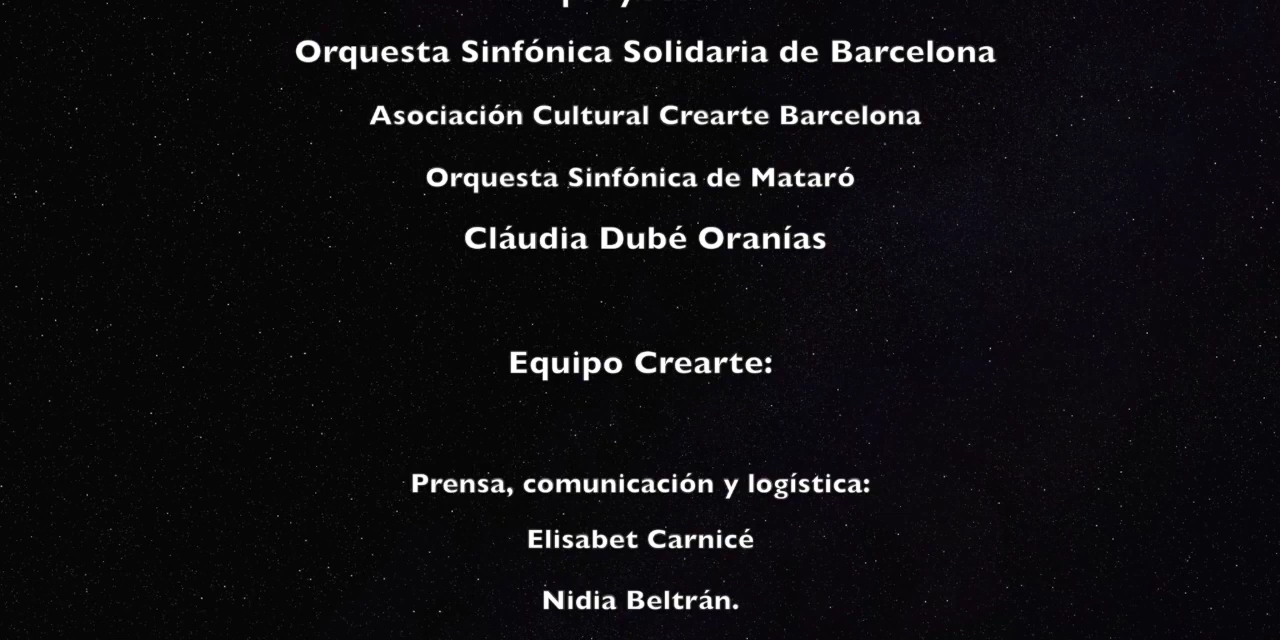 Orquesta Sinfónica Solidaria de Barcelona
Asociación Cultural Crearte Barcelona
Orquesta Sinfónica de Mataró
Cláudia Dubé Oranías
Equipo Crearte:
Prensa, comunicación y logística:
Elisabet Carnicé
Nidia Beltrán.